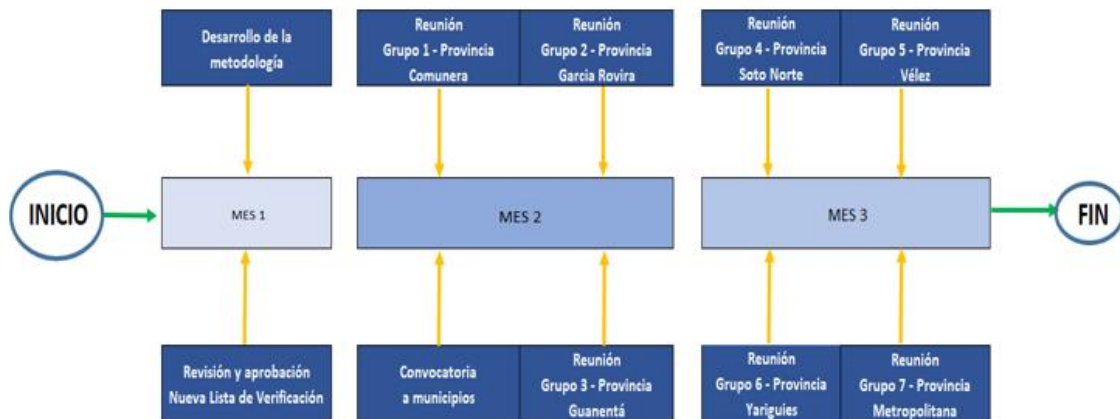 Desarrollo de la
metodología
Reunión
Grupo 1 - Provincia
Comunera
Reunión
Grupo 2 - Provincia
Garcia Rovira
Reunión
Grupo 4 - Provincia
Soto Norte
Reunión
Grupo 5 - Provincia
Vélez
INICIO
MES 1
MES 2
MES 3
FIN
Revisión y aprobación
Nueva Lista de Verificación
Convocatoria
a municipios
Reunión
Grupo 3 - Provincia
Guanentá
Reunión
Grupo 6 - Provincia
Yariguies
Reunión
Grupo 7 - Provincia
Metropolitana